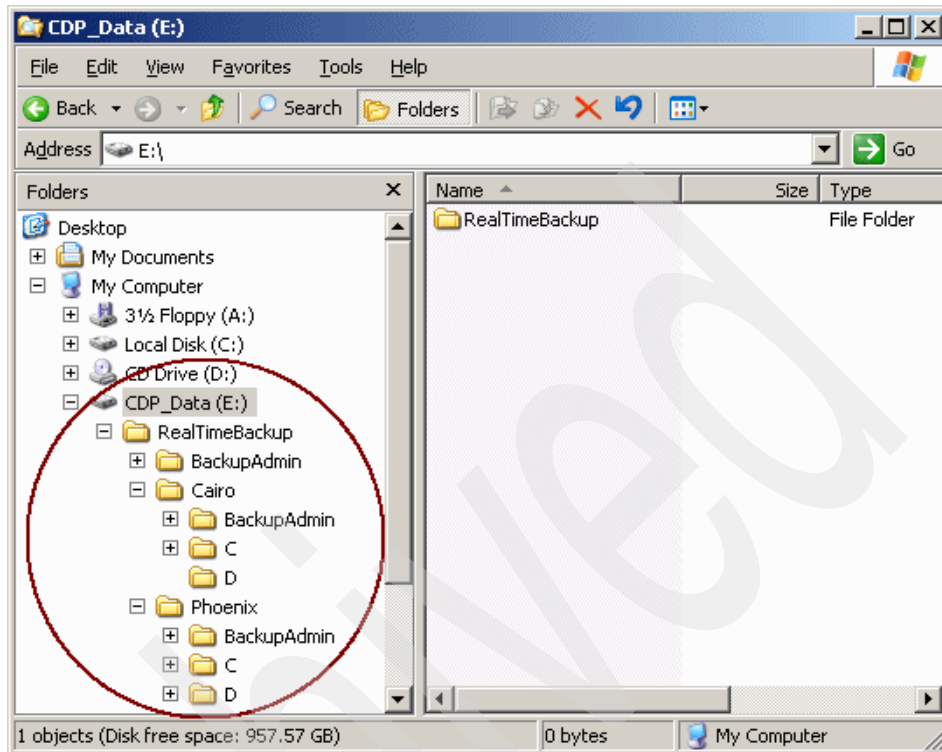 CDP_Data (E:)
File Edit View Favorites Tools Help
Back Search Folders
Address E:\ Go
Folders
Name Size Type
Desktop
My Documents
My Computer
3½ Floppy (A:)
Local Disk (C:)
CD Drive (D:)
CDP_Data (E:)
RealTimeBackup
BackupAdmin
Cairo
BackupAdmin
C
D
Phoenix
BackupAdmin
C
D
RealTimeBackup File Folder
1 objects (Disk free space: 957.57 GB) 0 bytes My Computer
hived